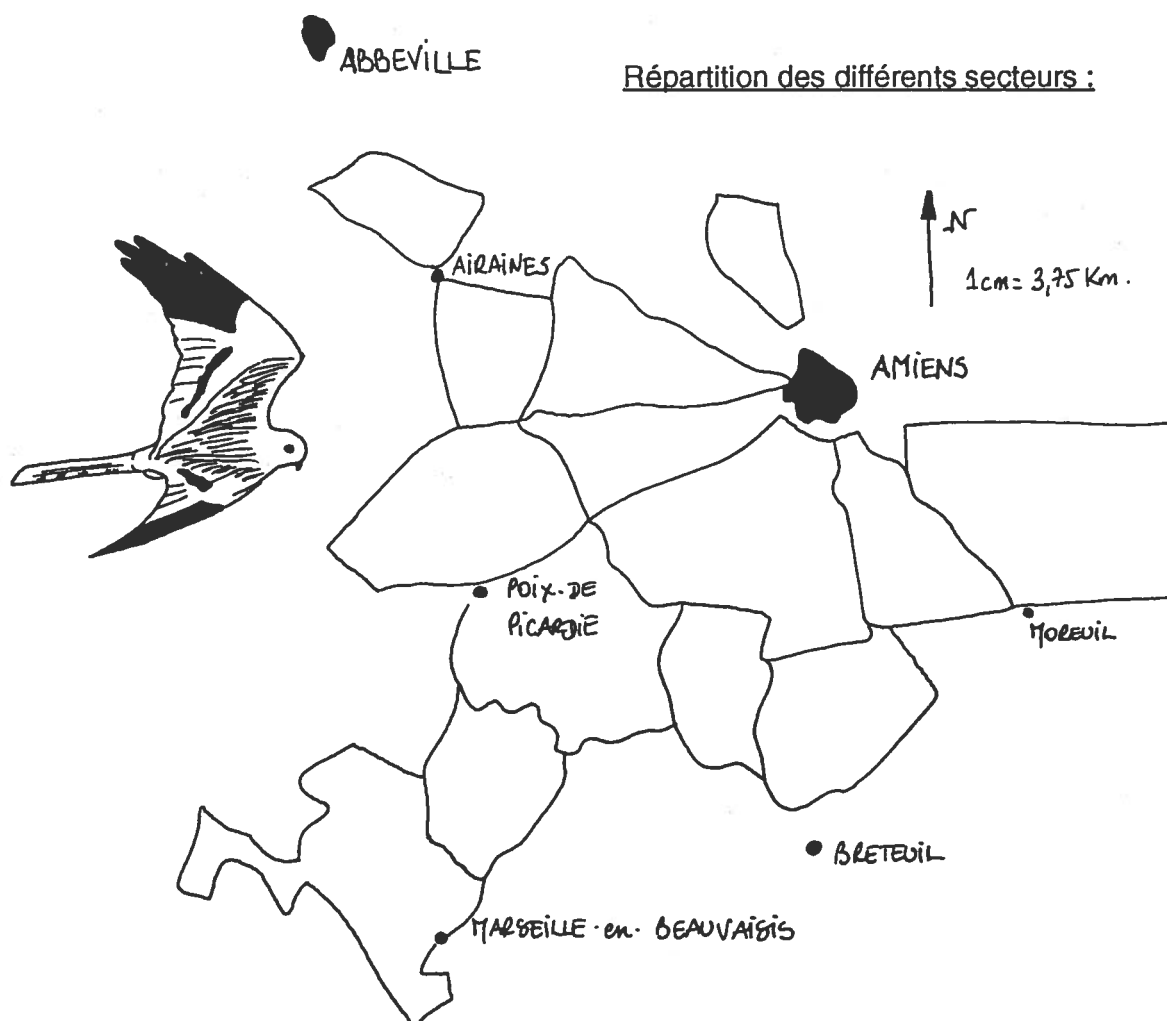 ABBEVILLE
Répartition des différents secteurs :
N
AIRAINES
1cm = 3,75 Km.
AMIENS
POIX-DE
PICARDIE
MOREUIL
BRETEUIL
MARSEILLE-en-BEAUVAISIS